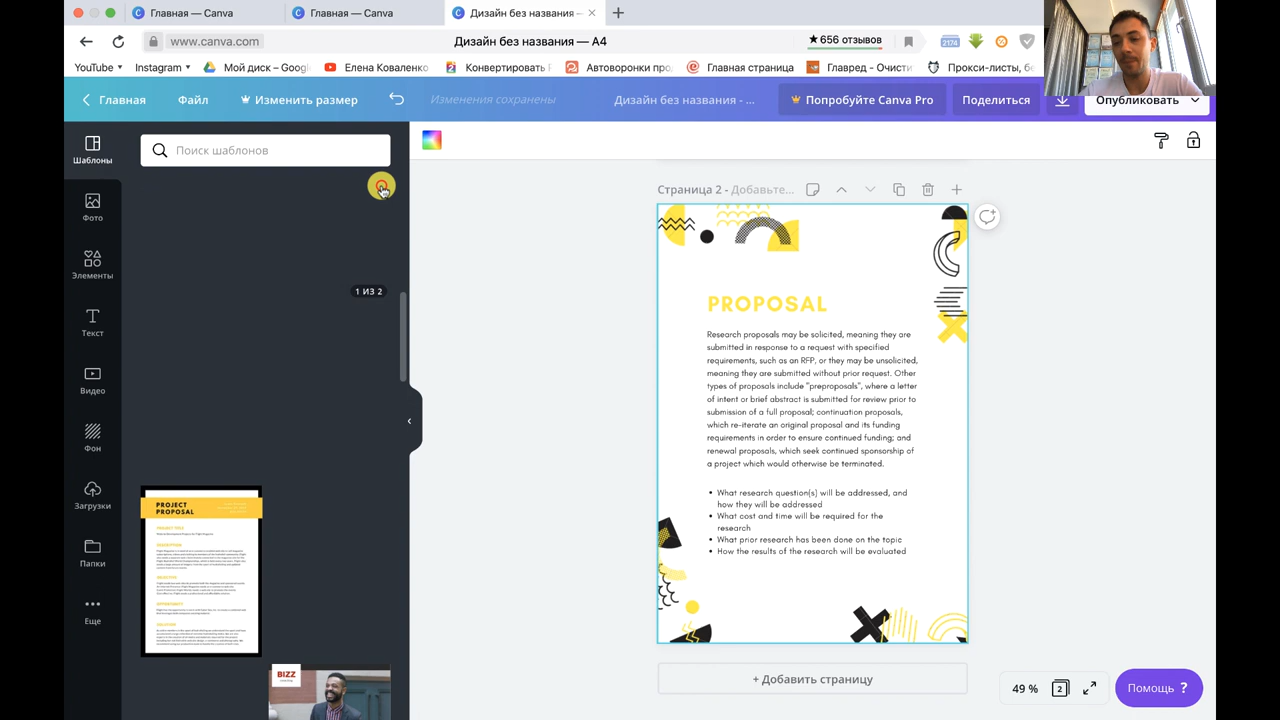 Главная — Canva
Главная — Canva
Дизайн без названия —
www.canva.com
Дизайн без названия — A4
★656 отзывов
2174
YouTube
Instagram
Мой диск – Google
Елена Коваленко
Конвертировать
Автоворонки про
Главная страница
Главред – Очисти
Прокси-листы, бе
Главная
Файл
Изменить размер
Изменения сохранены
Дизайн без названия - ...
Попробуйте Canva Pro
Поделиться
Опубликовать
Шаблоны
Поиск шаблонов
Фото
Элементы
Текст
Видео
Фон
Загрузки
Папки
Еще
1 ИЗ 2
PROJECT
PROPOSAL
PROJECT TITLE
DESCRIPTION
OBJECTIVE
OPPORTUNITY
SOLUTION
BIZZ
Страница 2 - Добавьте...
PROPOSAL
Research proposals may be solicited, meaning they are
submitted in response to a request with specified
requirements, such as an RFP, or they may be unsolicited,
meaning they are submitted without prior request. Other
types of proposals include "preproposals", where a letter
of intent or brief abstract is submitted for review prior to
submission of a full proposal; continuation proposals,
which re-iterate an original proposal and its funding
requirements in order to ensure continued funding; and
renewal proposals, which seek continued sponsorship of
a project which would otherwise be terminated.
• What research question(s) will be addressed, and
how they will be addressed
• What cost and time will be required for the
research
• What prior research has been done on the topic
• How the results of the research will be evaluated
+ Добавить страницу
49 %
2
Помощь ?